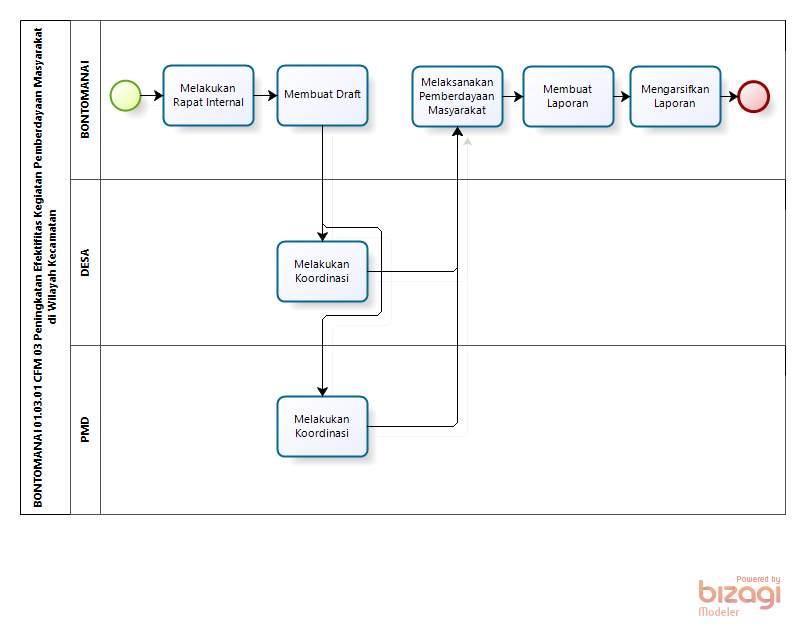 BONTOMANAI 01.03.01 CFM 03 Peningkatan Efektifitas Kegiatan Pemberdayaan Masyarakat
di Wilayah Kecamatan
BONTOMANAI
Melakukan
Rapat Internal
Membuat Draft
Melaksanakan
Pemberdayaan
Masyarakat
Membuat
Laporan
Mengarsifkan
Laporan
DESA
Melakukan
Koordinasi
PMD
Melakukan
Koordinasi
Powered by
bizagi
Modeler